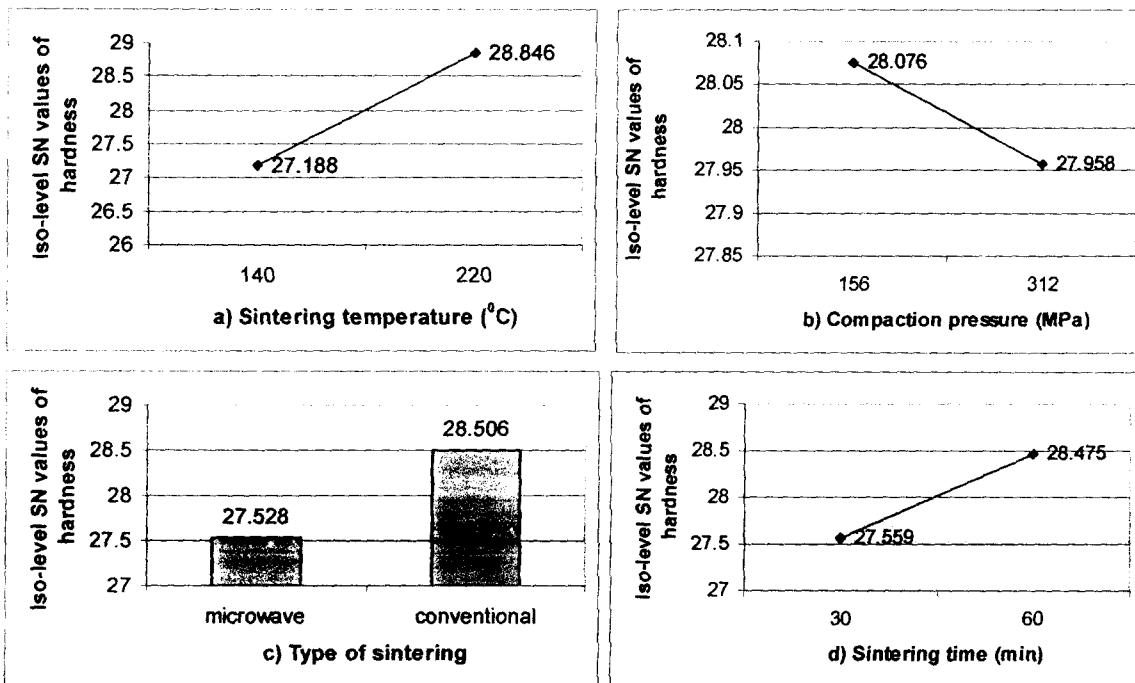 Iso-level SN values of
hardness
29
28.5
28
27.5
27
26.5
26
28.846
27.188
140 220
a) Sintering temperature (⁰C)
Iso-level SN values of
hardness
28.1
28.05
28
27.95
27.9
27.85
28.076
27.958
156 312
b) Compaction pressure (MPa)
Iso-level SN values of
hardness
29
28.5
28
27.5
27
27.528
28.506
microwave conventional
c) Type of sintering
Iso-level SN values of
hardness
29
28.5
28
27.5
27
28.475
27.559
30 60
d) Sintering time (min)